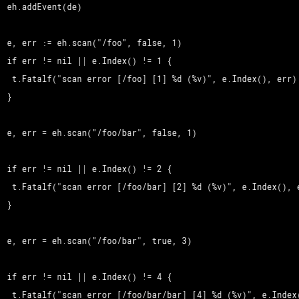 eh.addEvent(de)
e, err := eh.scan("/foo", false, 1)
if err != nil || e.Index() != 1 {
t.Fatalf("scan error [/foo] [1] %d (%v)", e.Index(), err)
}
e, err = eh.scan("/foo/bar", false, 1)
if err != nil || e.Index() != 2 {
t.Fatalf("scan error [/foo/bar] [2] %d (%v)", e.Index(),
}
e, err = eh.scan("/foo/bar", true, 3)
if err != nil || e.Index() != 4 {
t.Fatalf("scan error [/foo/bar/bar] [4] %d (%v)", e.Index